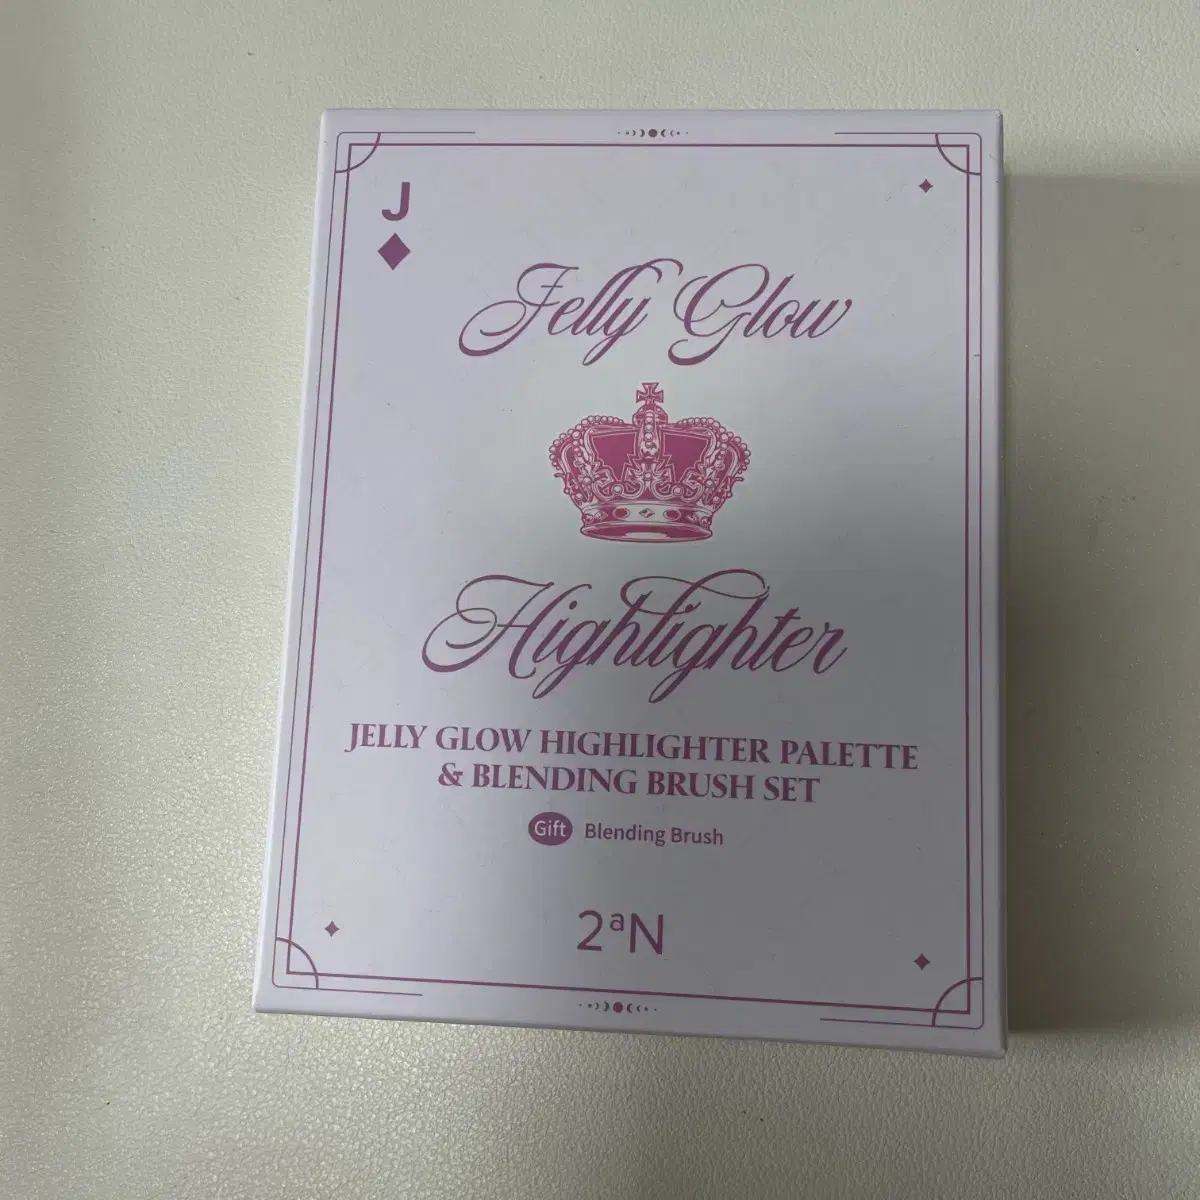 J
Jelly Glow
Highlighter
JELLY GLOW HIGHLIGHTER PALETTE
& BLENDING BRUSH SET
Gift Blending Brush
2aN